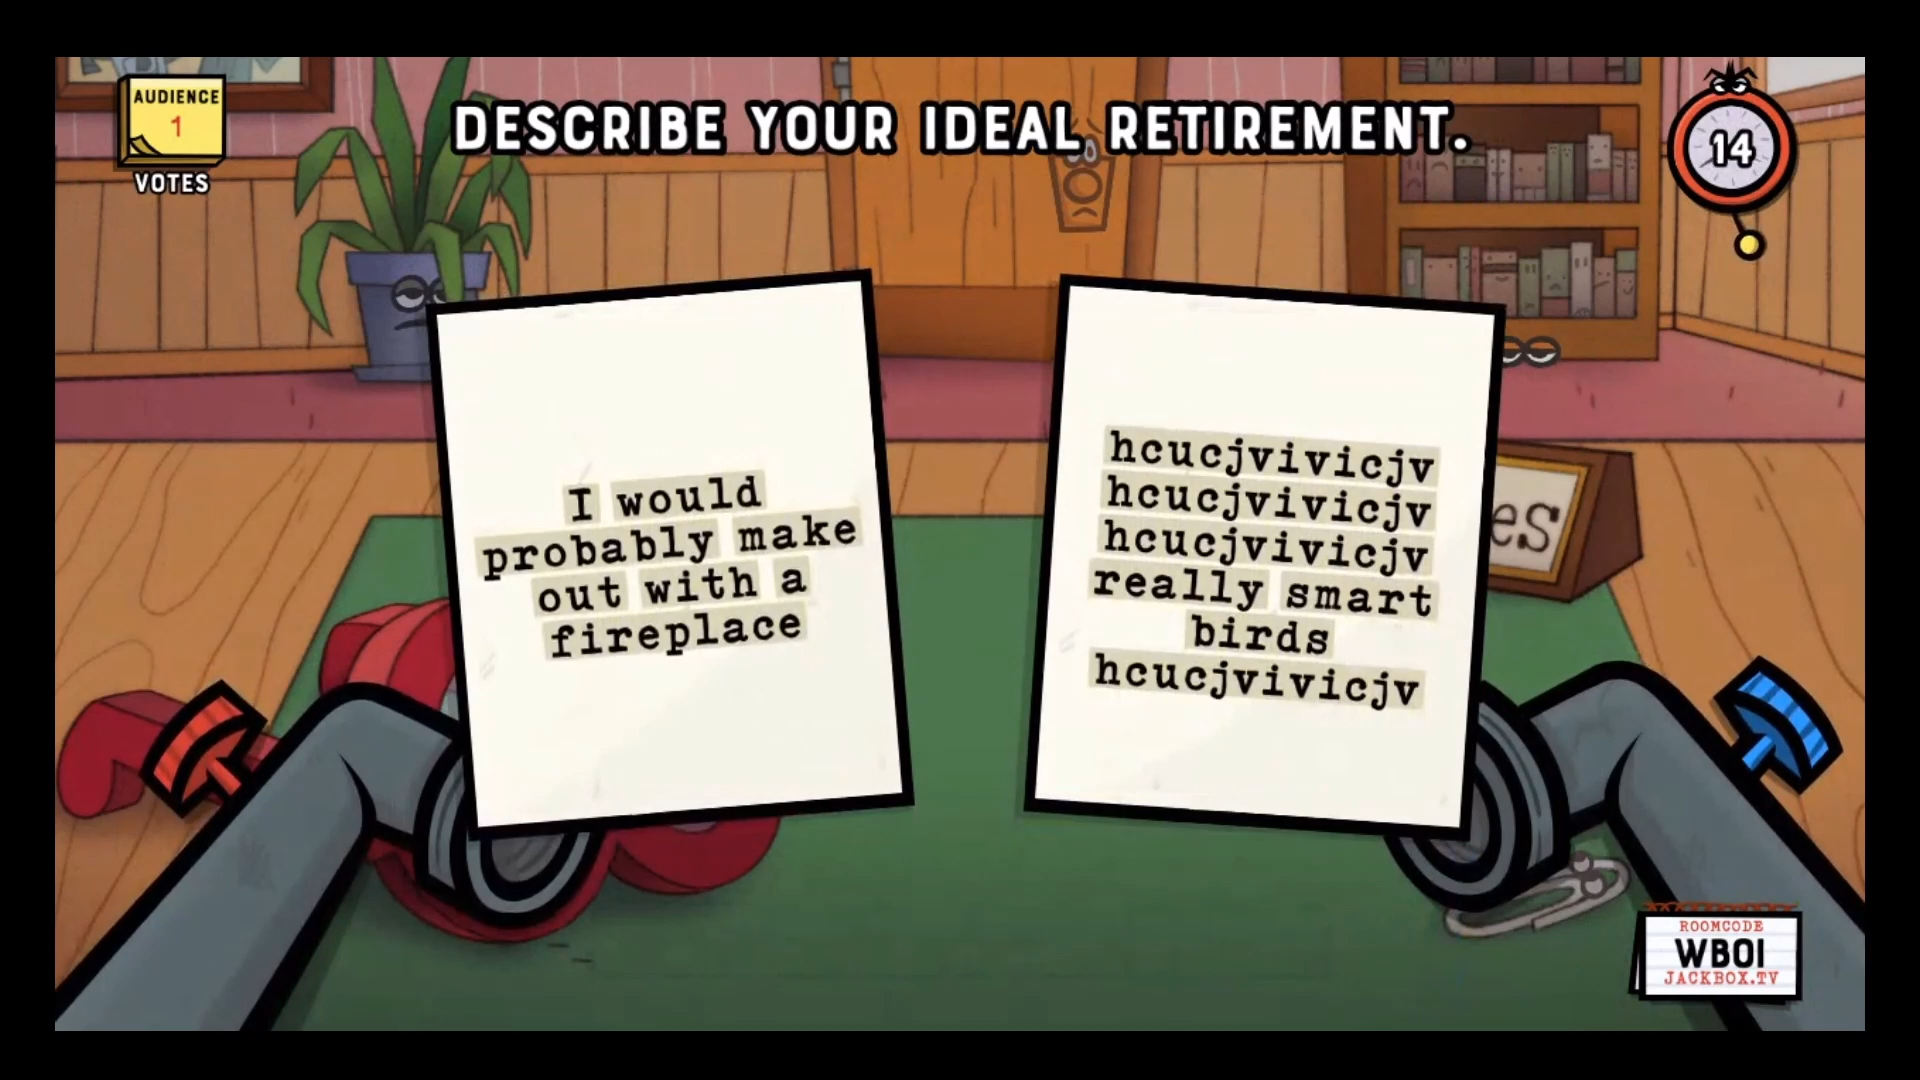 AUDIENCE
1
VOTES
DESCRIBE YOUR IDEAL RETIREMENT.
14
I would
probably make
out with a
fireplace
hcucjvivicjv
hcucjvivicjv
hcucjvivicjv
really smart
birds
hcucjvivicjv
es
ROOMCODE
WBOI
JACKBOX.TV